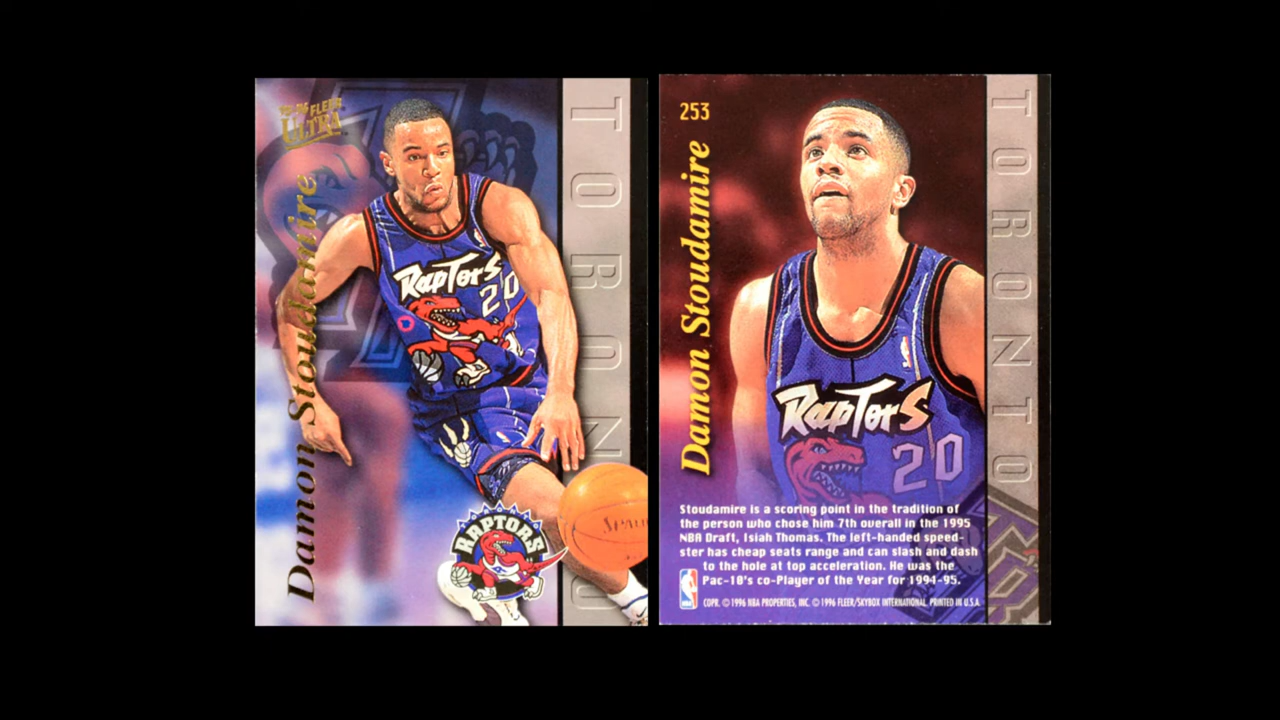 95-96 FLEER
ULTRA
Damon Stoudamire
RAPTORS
20
RAPTORS
SPALD
TORONTO
253
Damon Stoudamire
RAPTORS
20
TORONTO
Stoudamire is a scoring point in the tradition of
the person who chose him 7th overall in the 1995
NBA Draft, Isiah Thomas. The left-handed speed-
ster has cheap seats range and can slash and dash
to the hole at top acceleration. He was the
Pac-10's co-Player of the Year for 1994-95.
COPR. ©1996 NBA PROPERTIES, INC. ©1996 FLEER/SKYBOX INTERNATIONAL. PRINTED IN U.S.A.